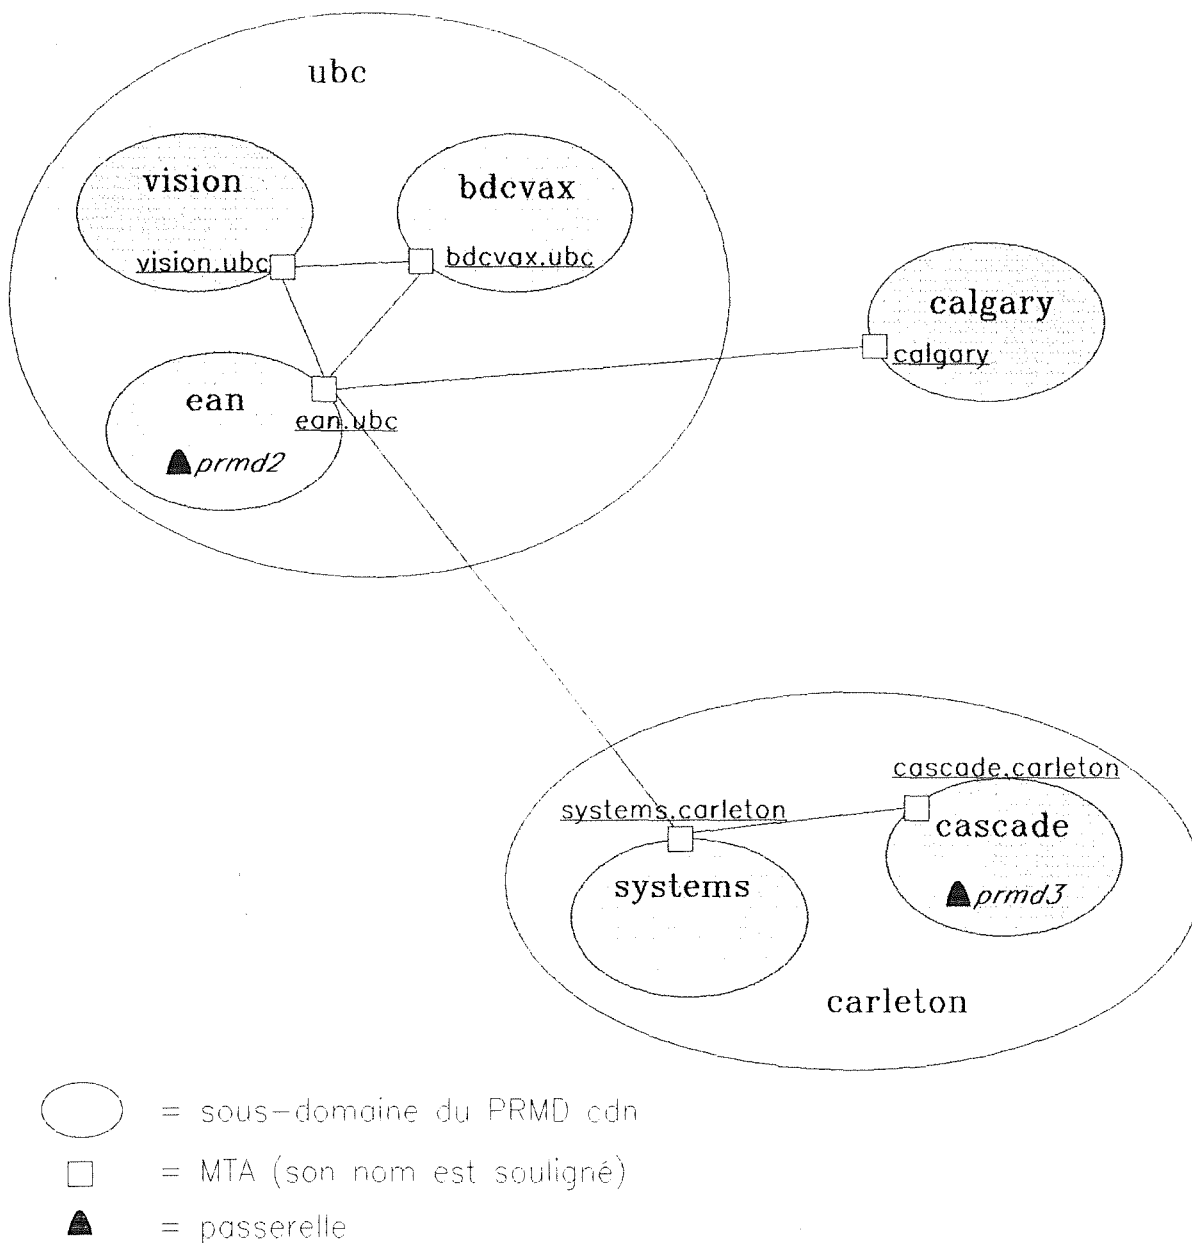 ubc
vision
bdcvax
vision.ubc
bdcvax.ubc
calgary
calgary
ean
ean.ubc
prmd2
cascade.carleton
systems.carleton
cascade
systems
prmd3
carleton
= sous-domaine du PRMD cdn
= MTA (son nom est souligné)
= passerelle